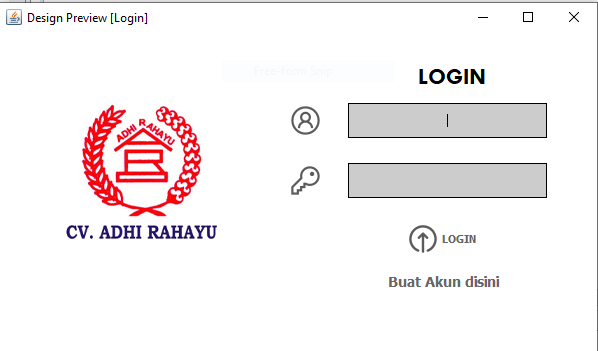 Design Preview [Login]
LOGIN
ADHI RAHAYU
CV. ADHI RAHAYU
LOGIN
Buat Akun disini